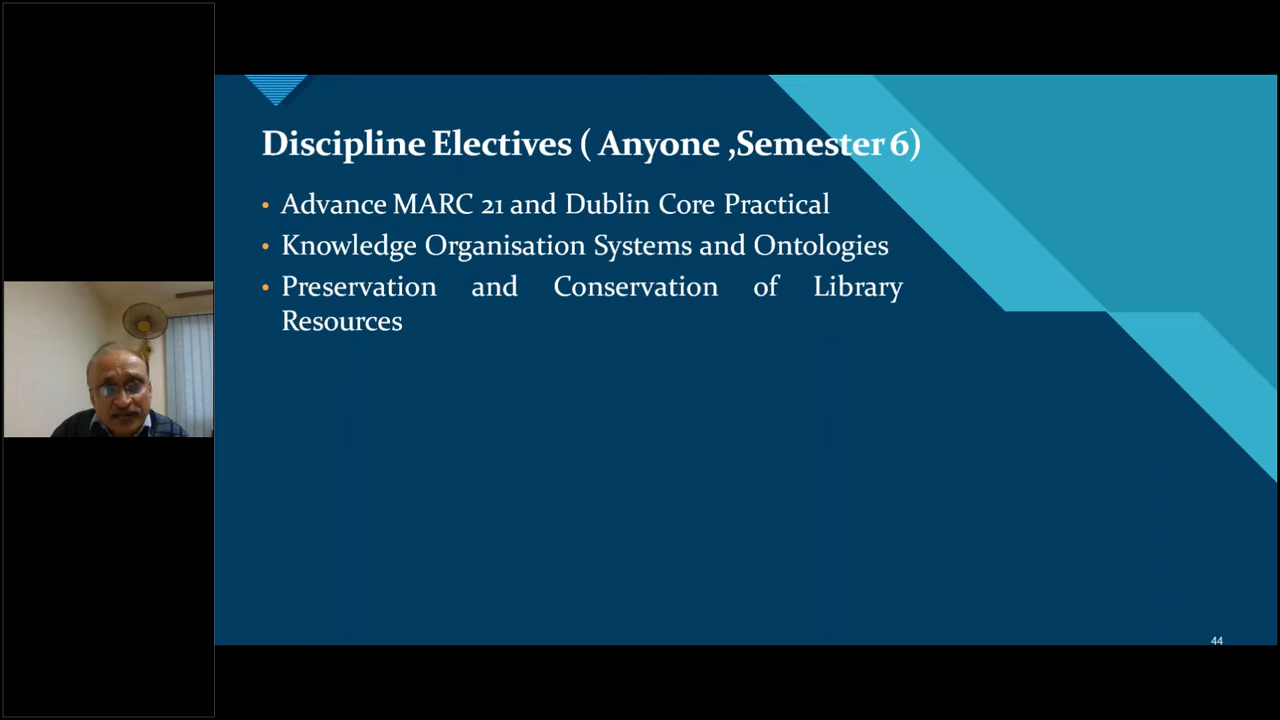 Discipline Electives ( Anyone ,Semester 6)
• Advance MARC 21 and Dublin Core Practical
• Knowledge Organisation Systems and Ontologies
• Preservation and Conservation of Library
Resources
44